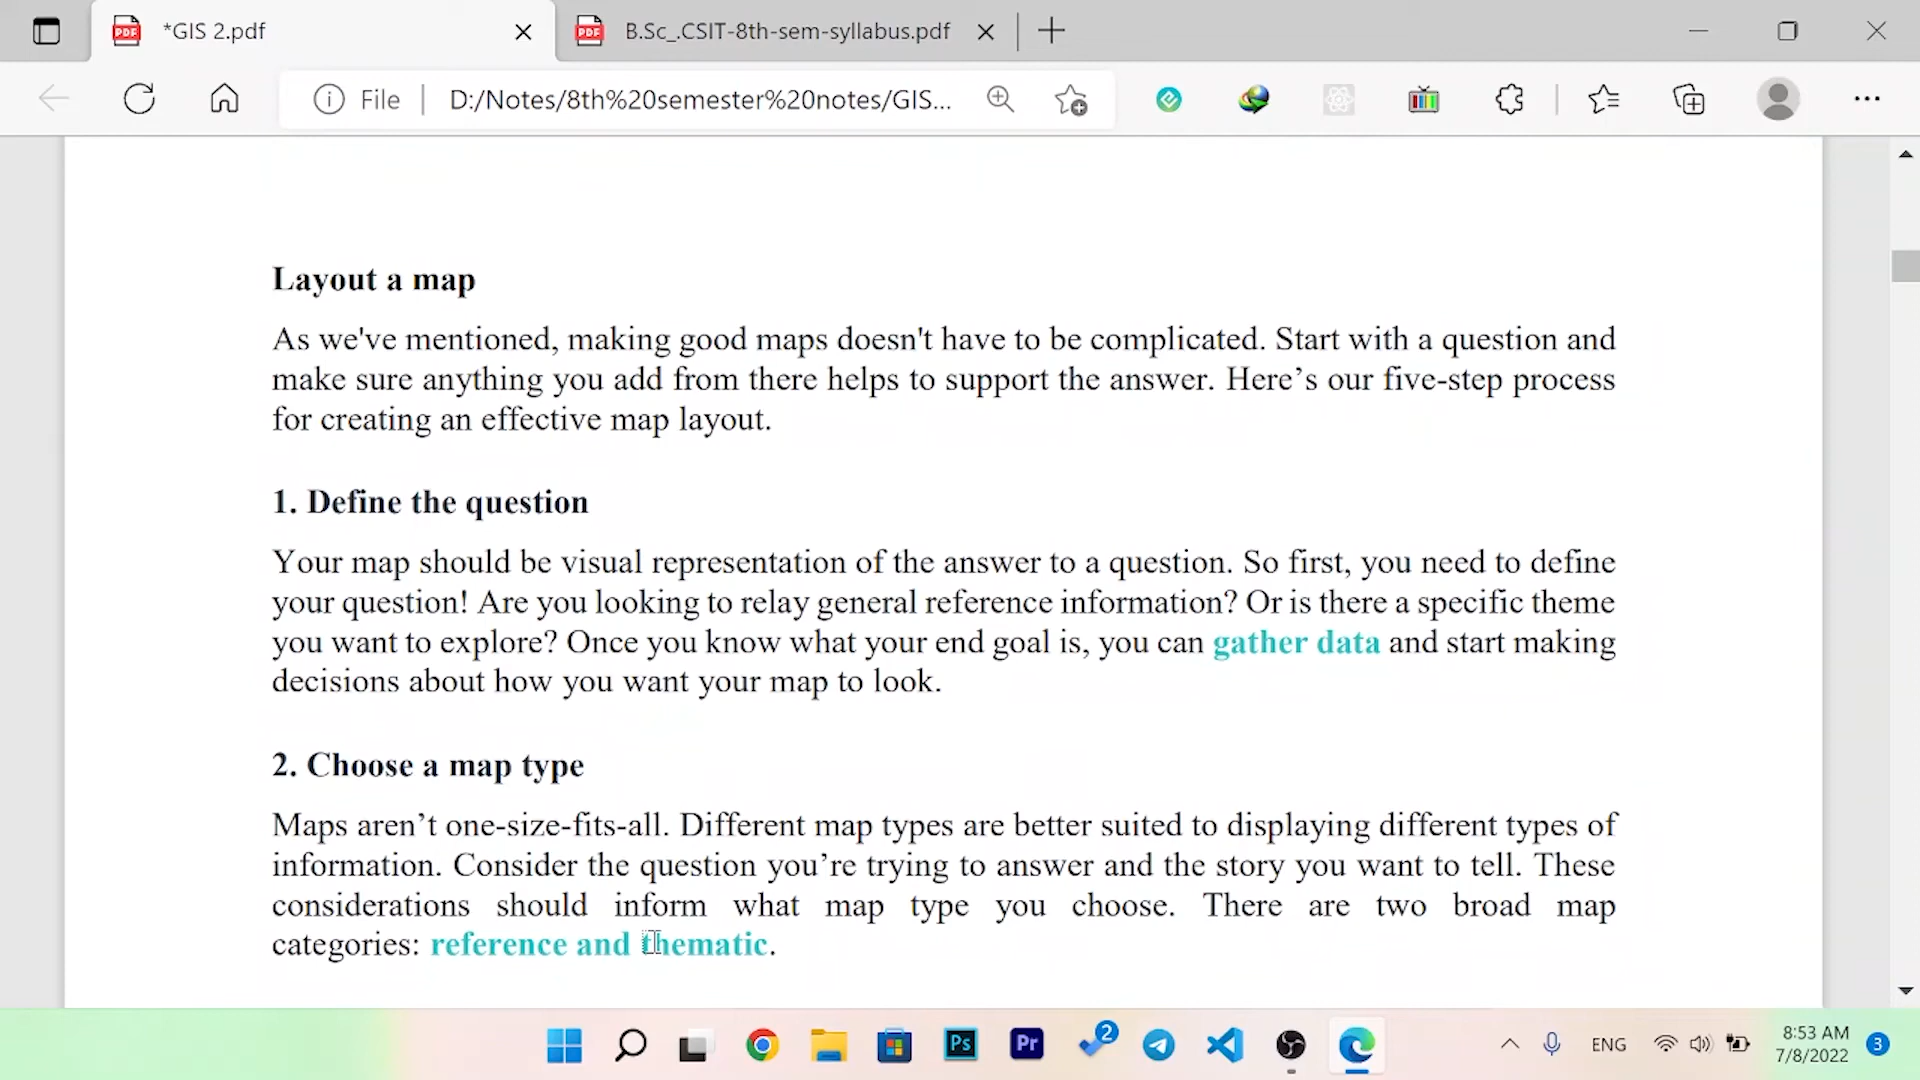 *GIS 2.pdf
B.Sc_.CSIT-8th-sem-syllabus.pdf
File
D:/Notes/8th%20semester%20notes/GIS...
Layout a map
As we've mentioned, making good maps doesn't have to be complicated. Start with a question and
make sure anything you add from there helps to support the answer. Here’s our five-step process
for creating an effective map layout.
1. Define the question
Your map should be visual representation of the answer to a question. So first, you need to define
your question! Are you looking to relay general reference information? Or is there a specific theme
you want to explore? Once you know what your end goal is, you can gather data and start making
decisions about how you want your map to look.
2. Choose a map type
Maps aren’t one-size-fits-all. Different map types are better suited to displaying different types of
information. Consider the question you’re trying to answer and the story you want to tell. These
considerations should inform what map type you choose. There are two broad map
categories: reference and thematic.
Ps
Pr
2
ENG
8:53 AM
7/8/2022
3